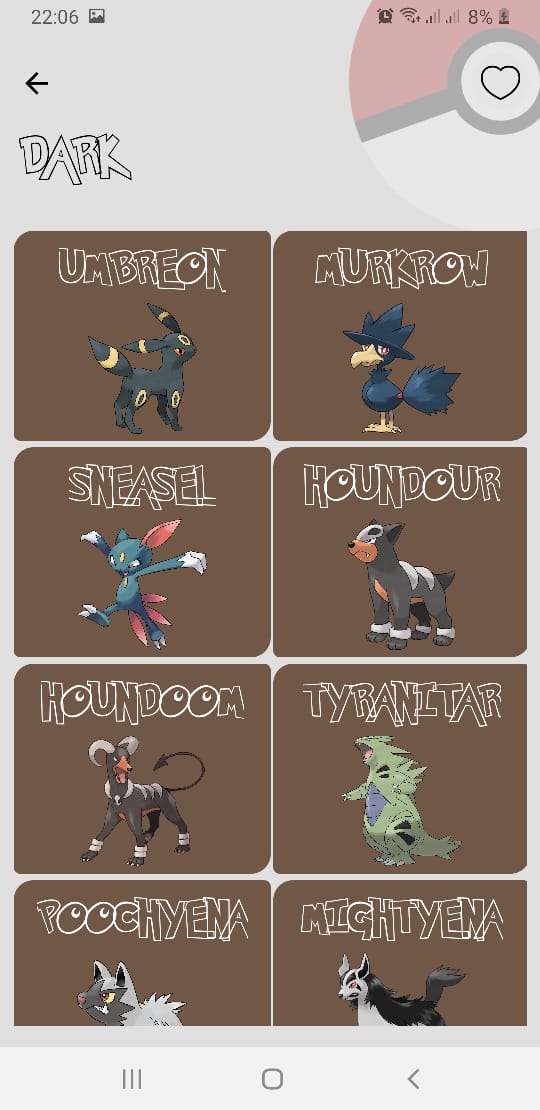 22:06
8%
DARK
UMBREON
MURKROW
SNEASEL
HOUNDOUR
HOUNDOOM
TYRANITAR
POOCHYENA
MIGHTYENA